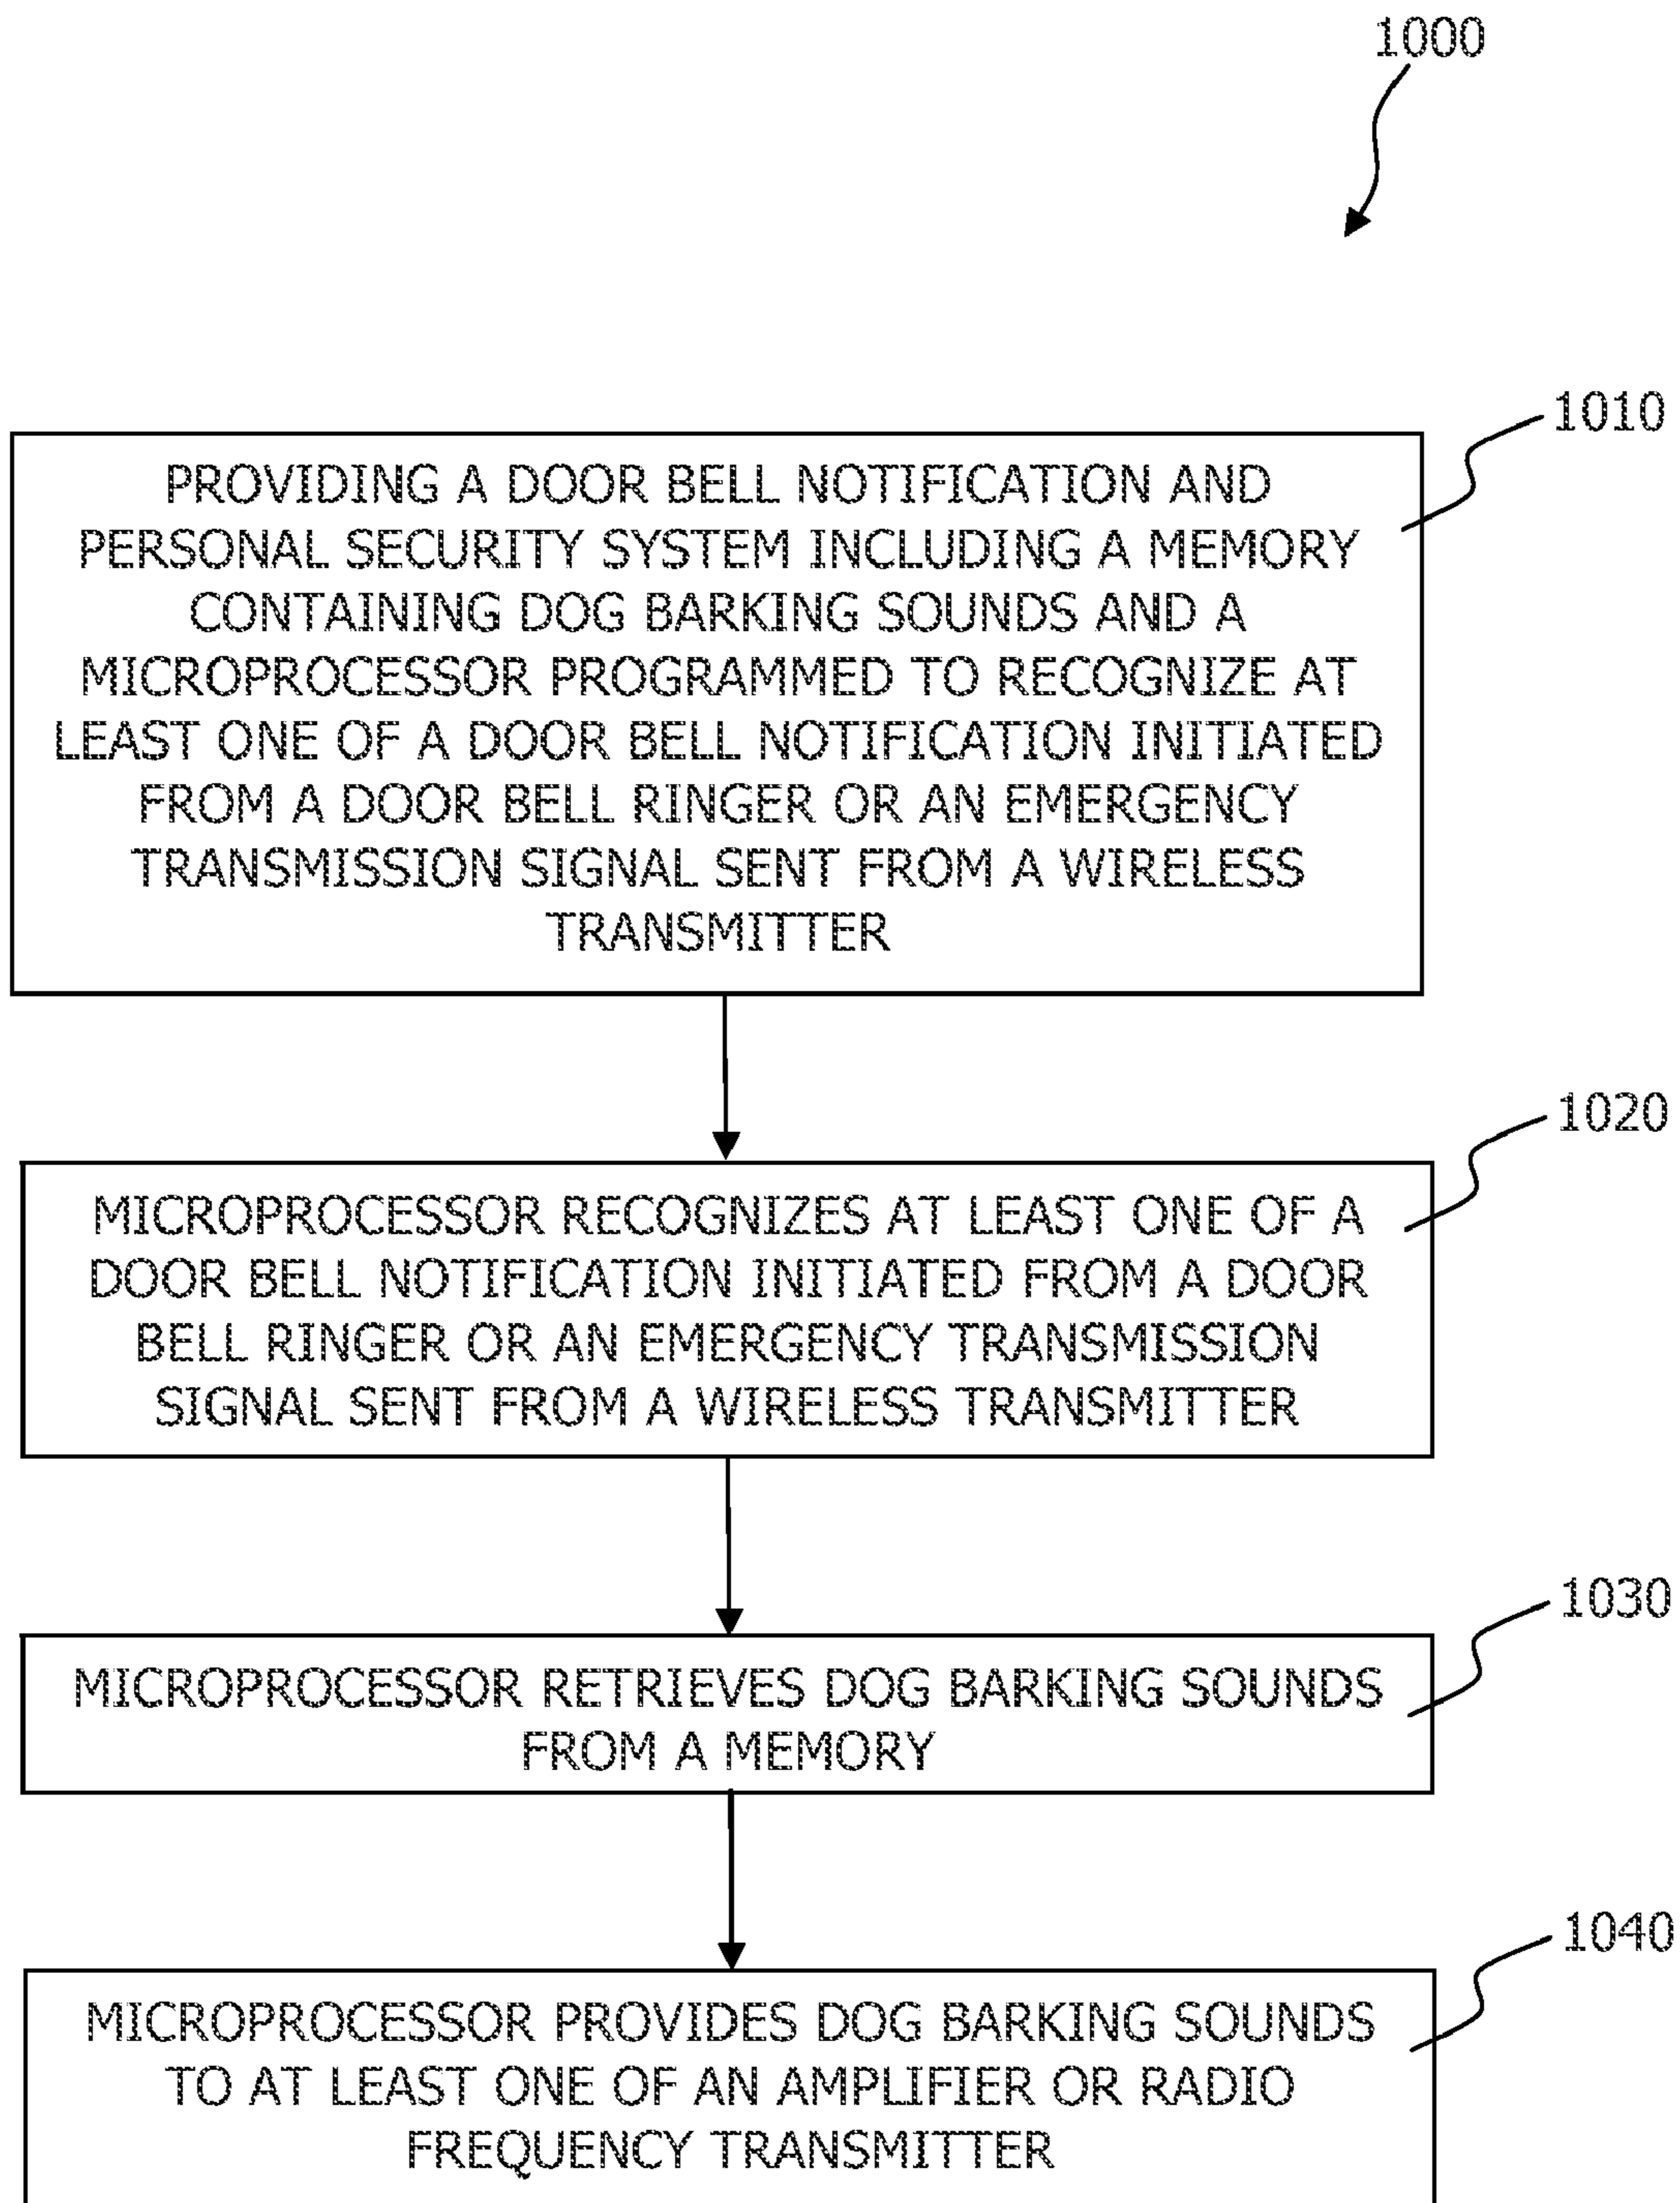 1000
1010
PROVIDING A DOOR BELL NOTIFICATION AND
PERSONAL SECURITY SYSTEM INCLUDING A MEMORY
CONTAINING DOG BARKING SOUNDS AND A
MICROPROCESSOR PROGRAMMED TO RECOGNIZE AT
LEAST ONE OF A DOOR BELL NOTIFICATION INITIATED
FROM A DOOR BELL RINGER OR AN EMERGENCY
TRANSMISSION SIGNAL SENT FROM A WIRELESS
TRANSMITTER
1020
MICROPROCESSOR RECOGNIZES AT LEAST ONE OF A
DOOR BELL NOTIFICATION INITIATED FROM A DOOR
BELL RINGER OR AN EMERGENCY TRANSMISSION
SIGNAL SENT FROM A WIRELESS TRANSMITTER
1030
MICROPROCESSOR RETRIEVES DOG BARKING SOUNDS
FROM A MEMORY
1040
MICROPROCESSOR PROVIDES DOG BARKING SOUNDS
TO AT LEAST ONE OF AN AMPLIFIER OR RADIO
FREQUENCY TRANSMITTER